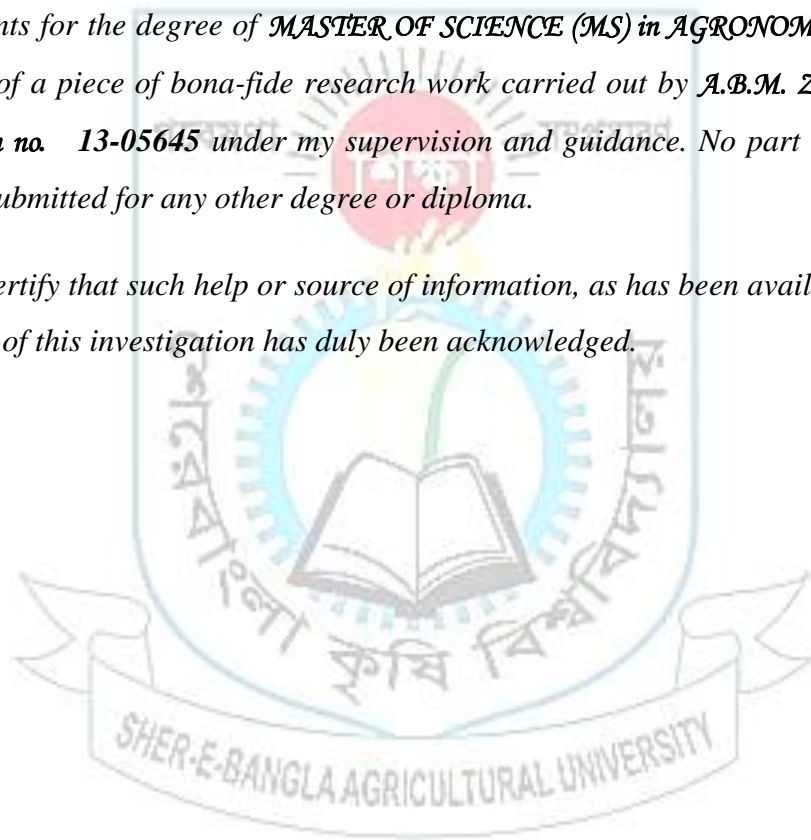 nts for the degree of MASTER OF SCIENCE (MS) in AGRONOM
of a piece of bona-fide research work carried out by A.B.M. Z
n no. 13-05645 under my supervision and guidance. No part
ubmitted for any other degree or diploma.
ertify that such help or source of information, as has been avail
of this investigation has duly been acknowledged.
শিক্ষা
শেরেবাংলা কৃষি বিশ্ববিদ্যালয়
SHER-E-BANGLA AGRICULTURAL UNIVERSITY